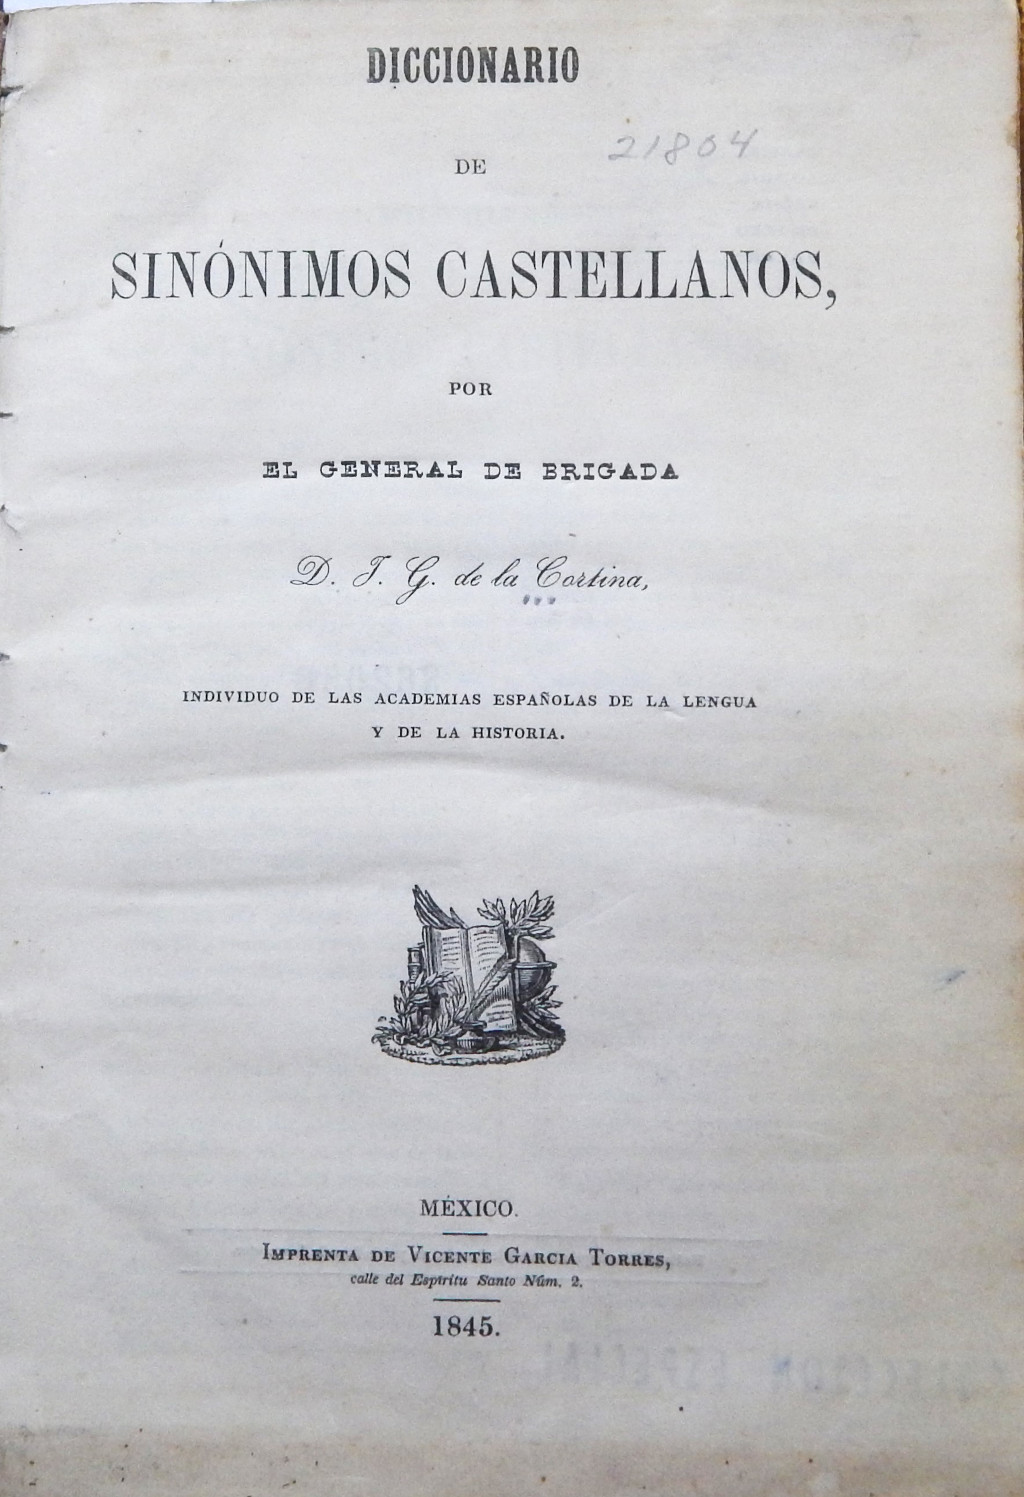 DICCIONARIO
21804
DE
SINÓNIMOS CASTELLANOS,
POR
EL GENERAL DE BRIGADA
D. J. G. de la Cortina,
INDIVIDUO DE LAS ACADEMIAS ESPAÑOLAS DE LA LENGUA
Y DE LA HISTORIA.
MÉXICO.
IMPRENTA DE VICENTE GARCIA TORRES,
calle del Espíritu Santo Núm. 2.
1845.